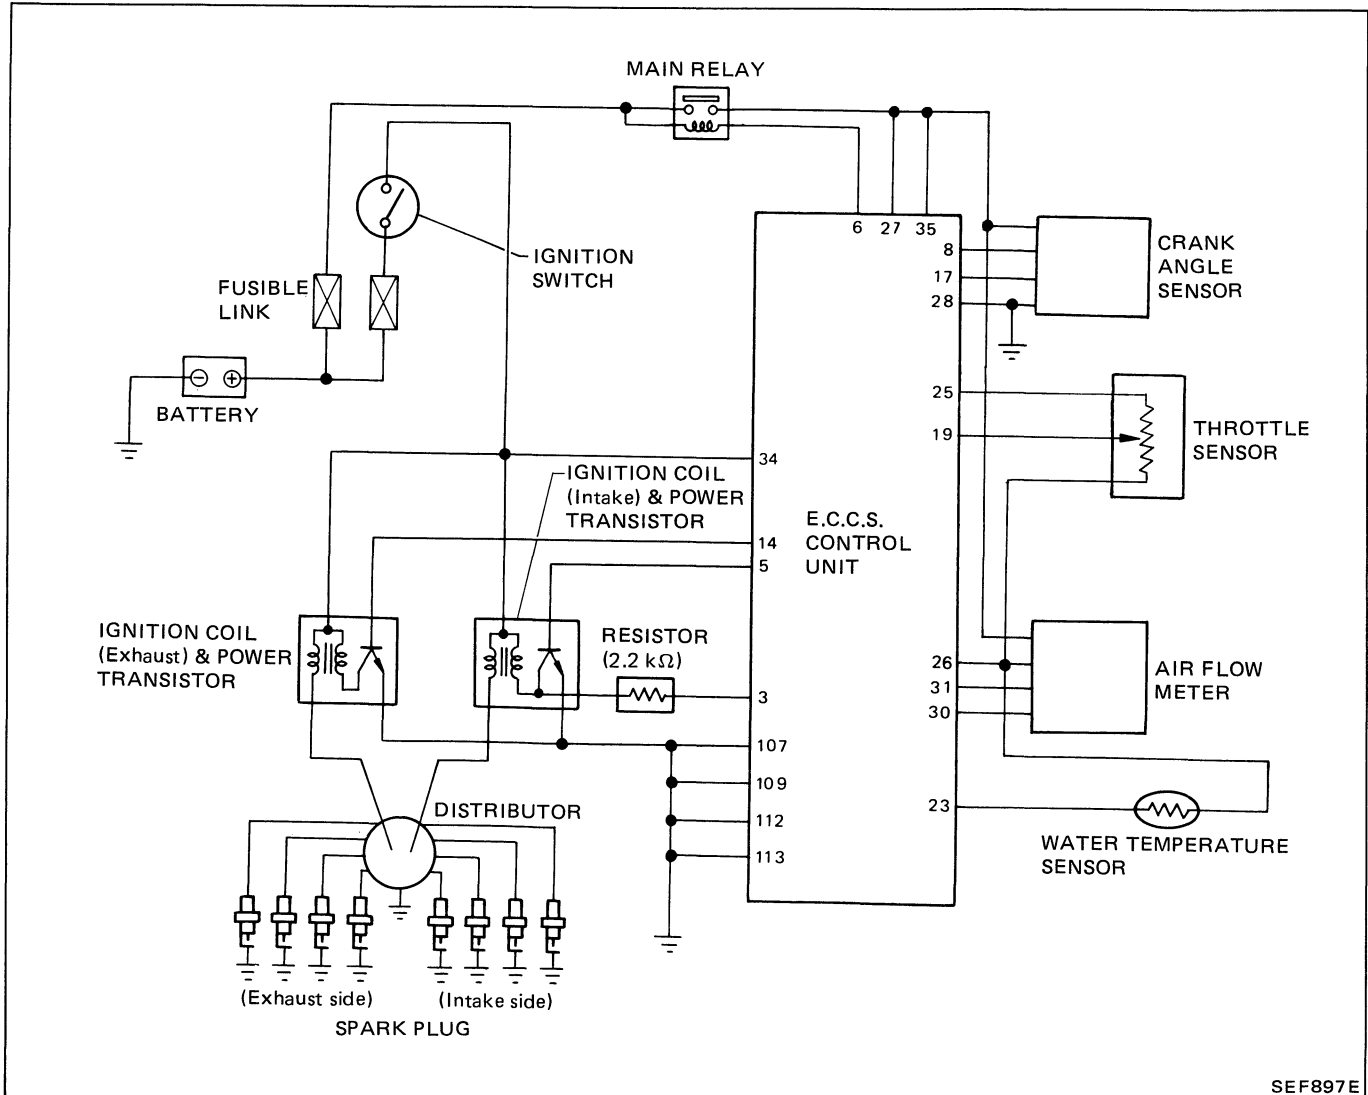 MAIN RELAY
6 27 35
8
17
28
CRANK
ANGLE
SENSOR
IGNITION
SWITCH
FUSIBLE
LINK
BATTERY
25
19
THROTTLE
SENSOR
34
IGNITION COIL
(Intake) & POWER
TRANSISTOR
14
5
E.C.C.S.
CONTROL
UNIT
IGNITION COIL
(Exhaust) & POWER
TRANSISTOR
RESISTOR
(2.2 kΩ)
3
26
31
30
AIR FLOW
METER
107
109
112
113
23
WATER TEMPERATURE
SENSOR
DISTRIBUTOR
(Exhaust side)
(Intake side)
SPARK PLUG
SEF897E